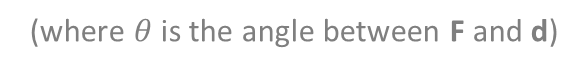 (where θ is the angle between F and d)